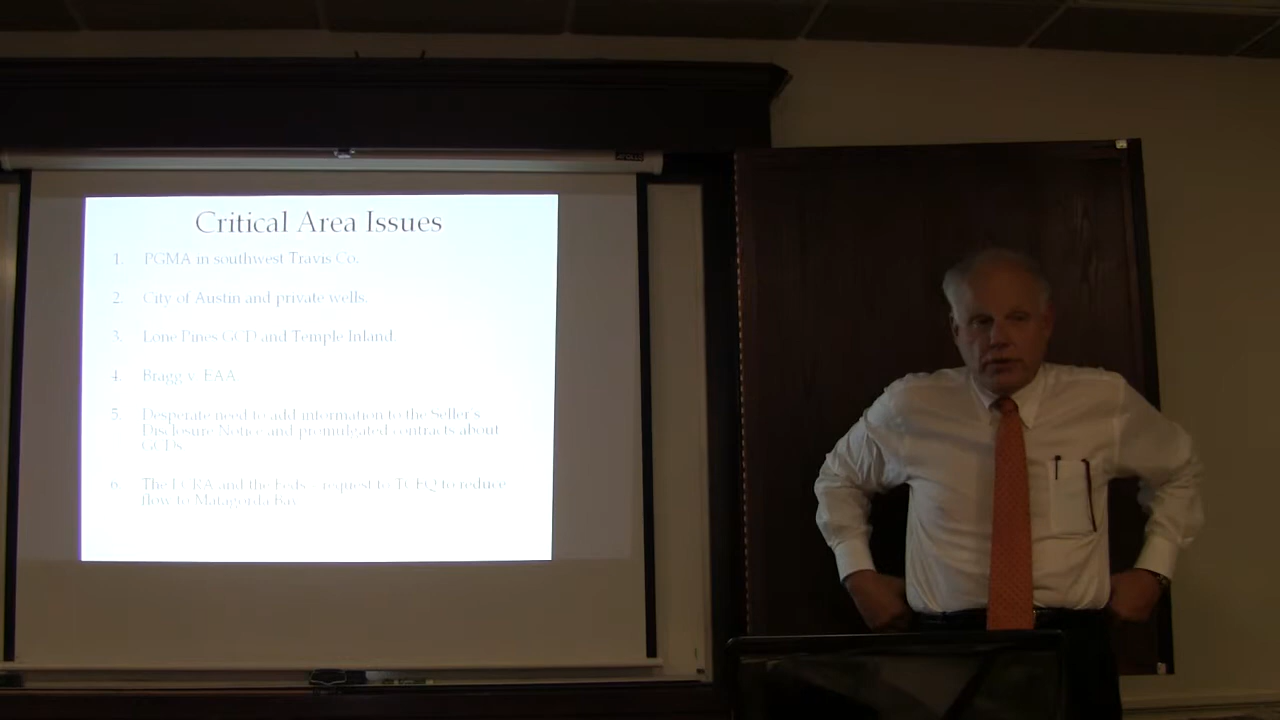 Critical Area Issues
1. PGMA in southwest Travis Co.
2. City of Austin and private wells.
3. Lone Pines GCD and Temple Inland.
4. Bragg v. EAA
5. Desperate need to add information to the Seller's
Disclosure Notice and promulgated contracts about
GCDs.
6. The LCRA and the Feds - request to TCEQ to reduce
flow to Matagorda Bay